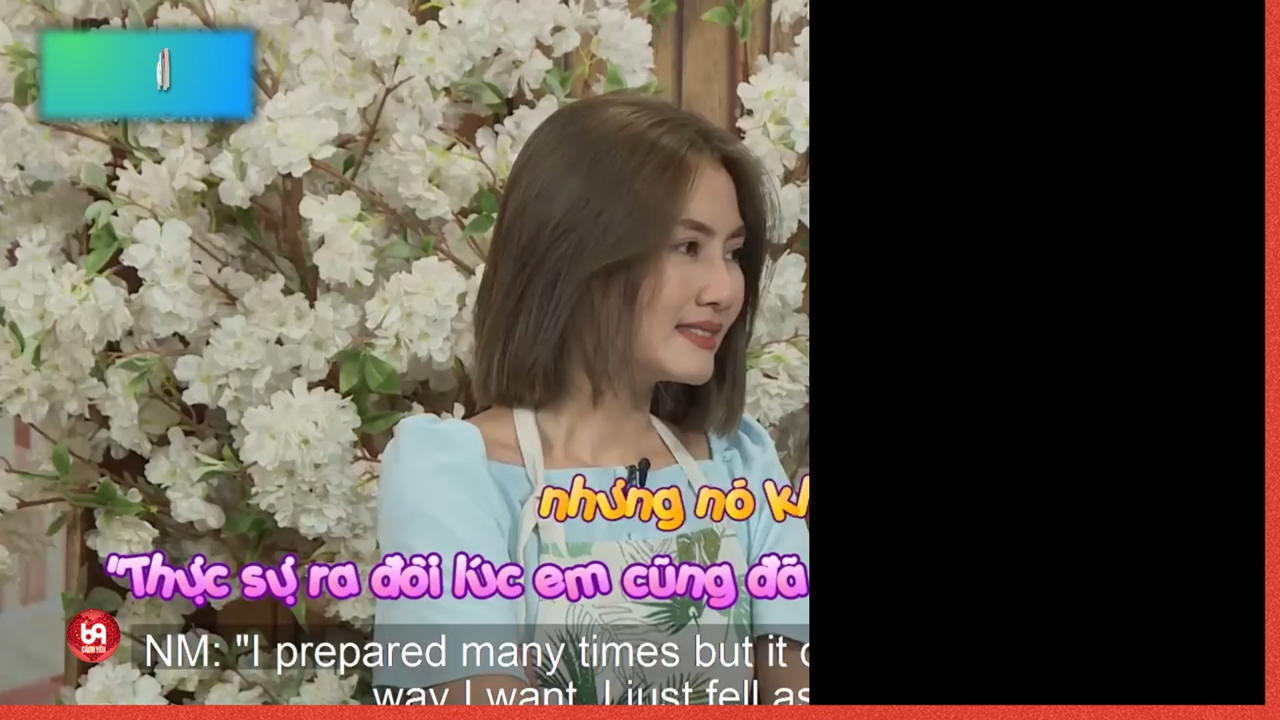 nhưng nó
"Thực sự ra đôi lúc em cũng đã
NM: "I prepared many times but it
way I want. I just fell